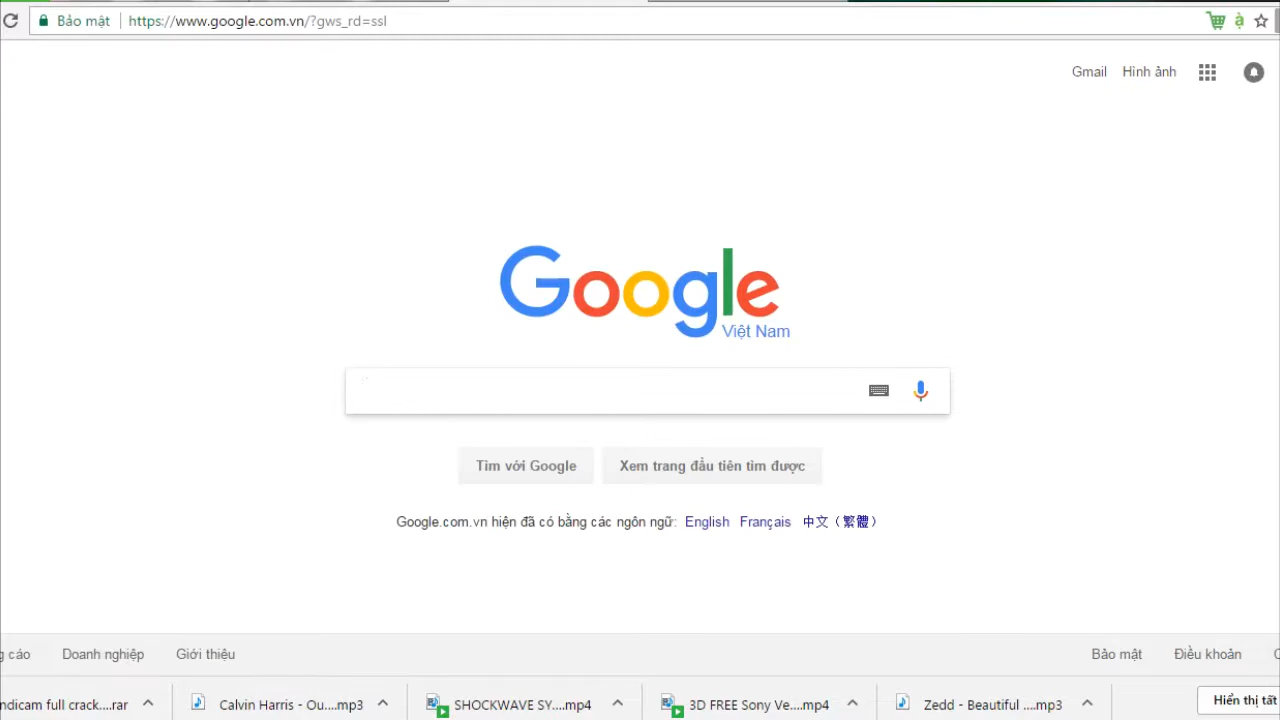 Bảo mật https://www.google.com.vn/?gws_rd=ssl
Gmail Hình ảnh
Google
Việt Nam
Tìm với Google Xem trang đầu tiên tìm được
Google.com.vn hiện đã có bằng các ngôn ngữ: English Français 中文（繁體）
g cáo Doanh nghiệp Giới thiệu Bảo mật Điều khoản
ndicam full crack....rar Calvin Harris - Ou....mp3 SHOCKWAVE SY....mp4 3D FREE Sony Ve....mp4 Zedd - Beautiful ....mp3 Hiển thị tất